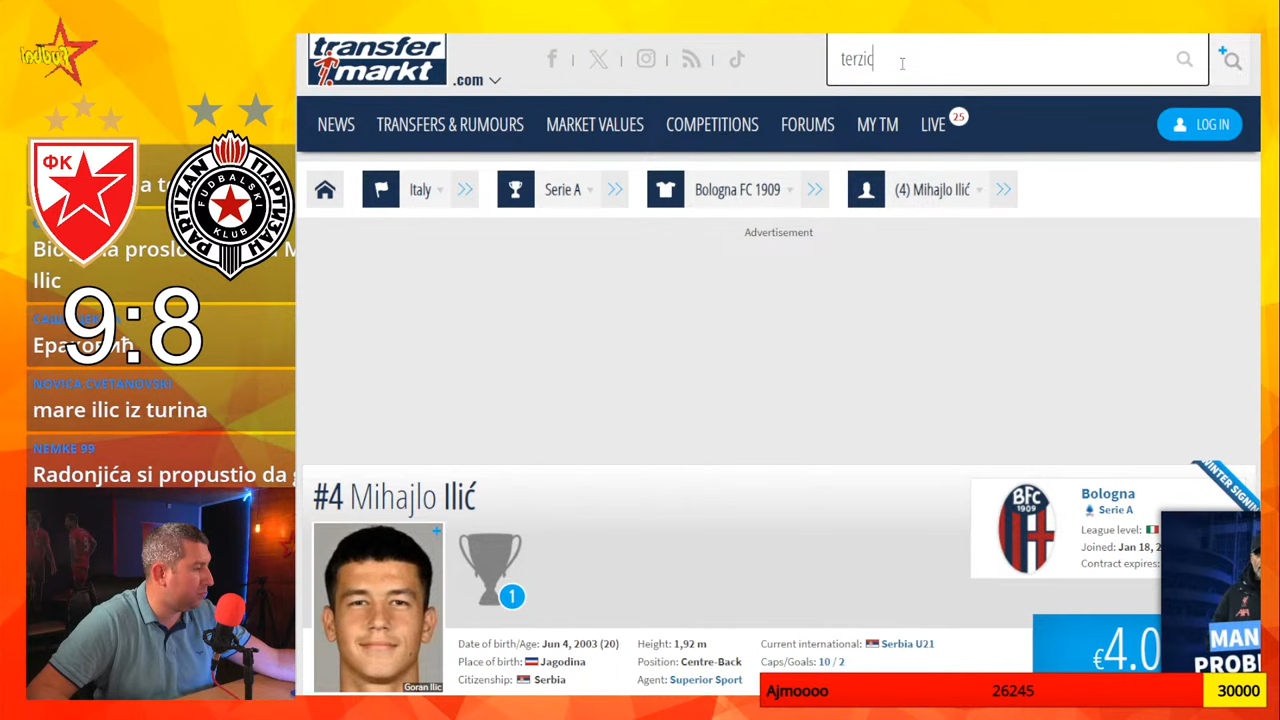 transfer
markt
.com
terzic
NEWS
TRANSFERS & RUMOURS
MARKET VALUES
COMPETITIONS
FORUMS
MY TM
LIVE
25
LOG IN
Italy
Serie A
Bologna FC 1909
(4) Mihajlo Ilić
Advertisement
ФК
ПАРТИЗАН
FUDBALSKI
KLUB
9:8
Ilic
NOVICA CVETANOVSKI
mare ilic iz turina
NEMKE 99
Radonjića si propustio da
#4 Mihajlo Ilić
1
Goran Ilic
Date of birth/Age: Jun 4, 2003 (20)
Place of birth: Jagodina
Citizenship: Serbia
Height: 1,92 m
Position: Centre-Back
Agent: Superior Sport
Current international: Serbia U21
Caps/Goals: 10 / 2
WINTER SIGNIN
BFC
1909
Bologna
Serie A
League level:
Joined: Jan 18, 2
Contract expires:
€4.0
MAN
PROB
Ajmoooo
26245
30000